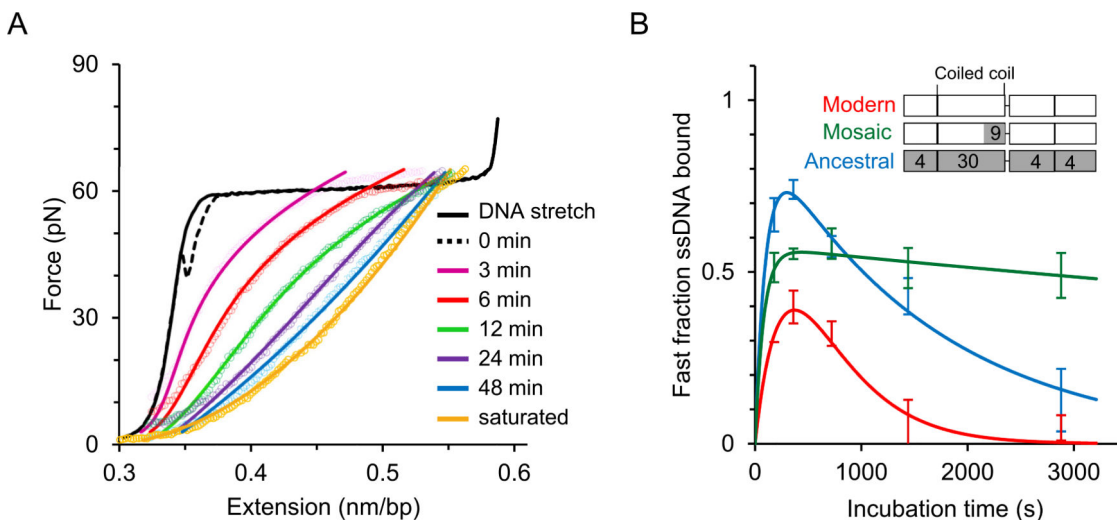 A
90
60
30
0
Force (pN)
0.3 0.4 0.5 0.6
Extension (nm/bp)
DNA stretch
0 min
3 min
6 min
12 min
24 min
48 min
saturated
B
1
0.5
0
Fast fraction ssDNA bound
0 1000 2000 3000
Incubation time (s)
Coiled coil
Modern
Mosaic 9
Ancestral 4 30 4 4